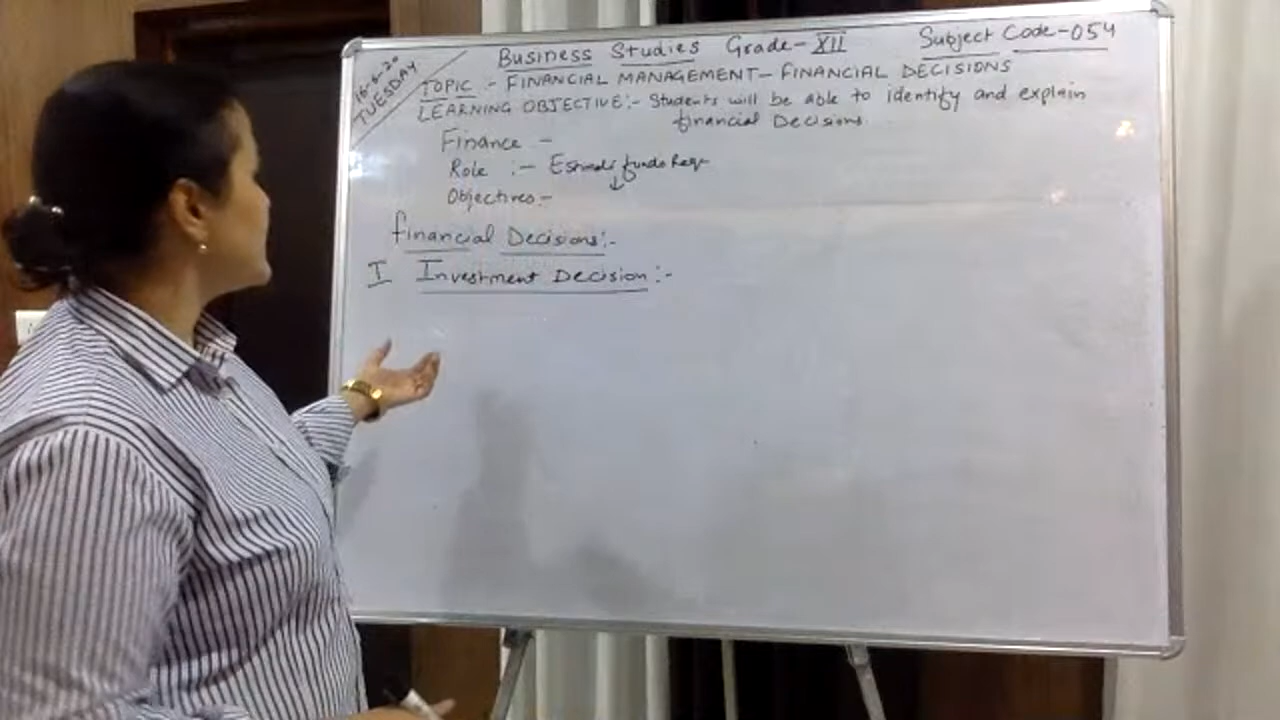 16-6-20
TUESDAY
Business Studies Grade-XII Subject Code-054
TOPIC :- FINANCIAL MANAGEMENT- FINANCIAL DECISIONS
LEARNING OBJECTIVE:- Students will be able to identify and explain
financial Decisions.
Finance -
Role :- funds Req
↓
Objectives:-
financial Decisions:-
I Investment Decision:-